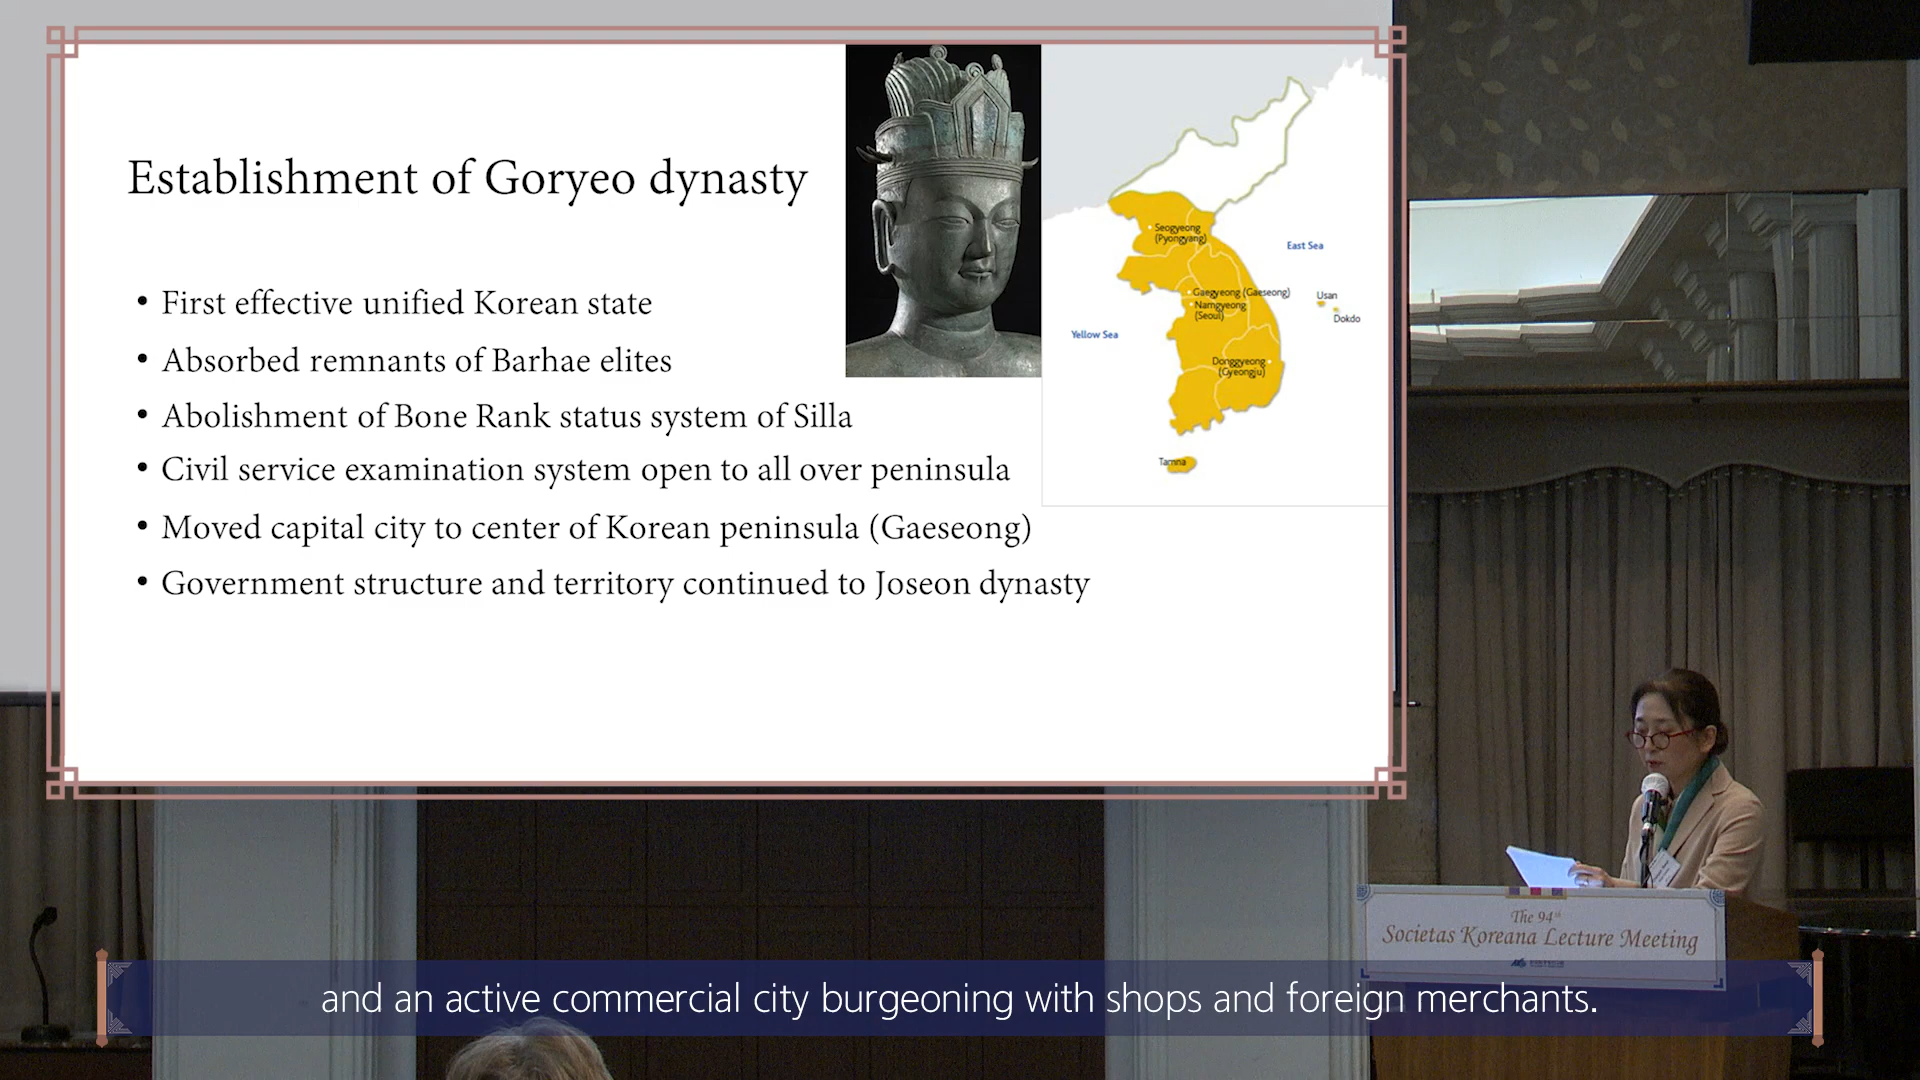 Establishment of Goryeo dynasty
• First effective unified Korean state
• Absorbed remnants of Barhae elites
• Abolishment of Bone Rank status system of Silla
• Civil service examination system open to all over peninsula
• Moved capital city to center of Korean peninsula (Gaeseong)
• Government structure and territory continued to Joseon dynasty
Seogyeong
(Pyongyang)
East Sea
Gaegyeong (Gaeseong)
Namgyeong
(Seoul)
Usan
Dokdo
Yellow Sea
Donggyeong
(Gyeongju)
Tamna
The 94th
Societas Koreana Lecture Meeting
and an active commercial city burgeoning with shops and foreign merchants.